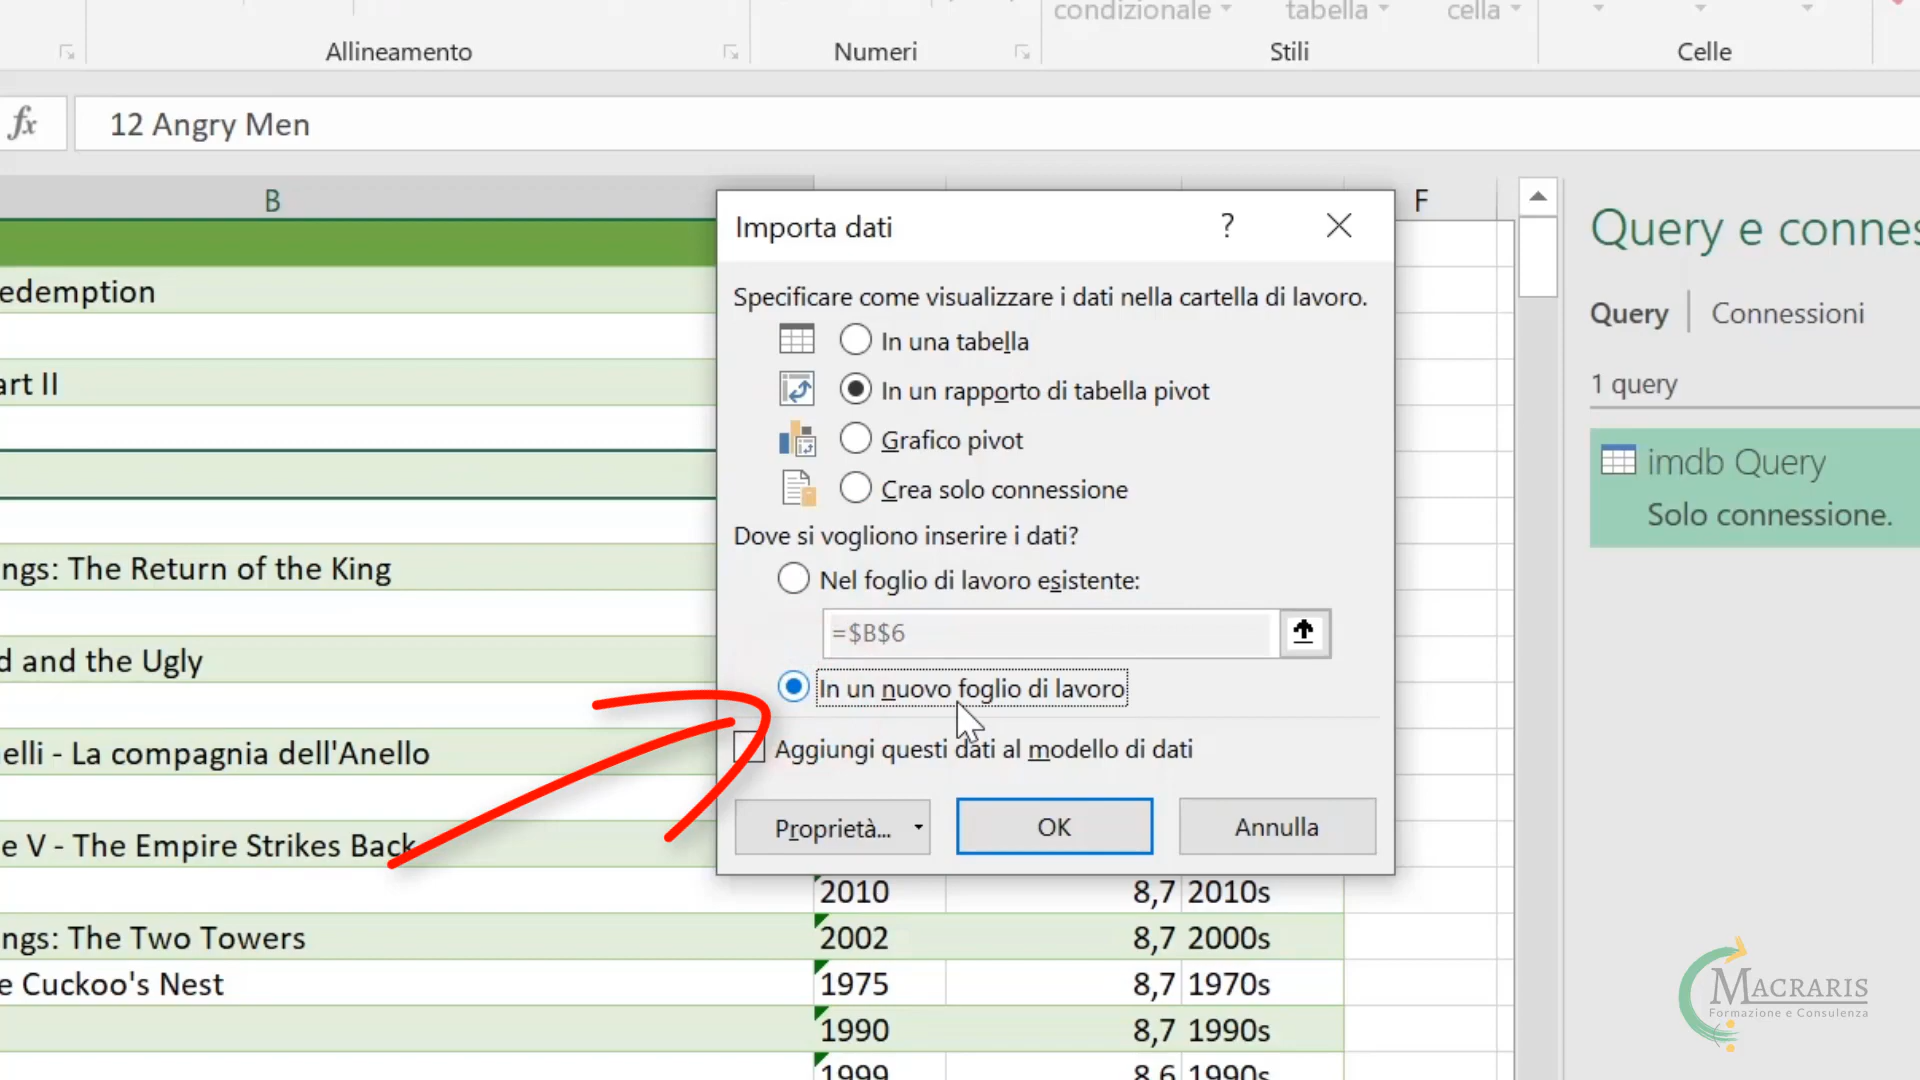 condizionale
tabella
cella
Allineamento
Numeri
Stili
Celle
fx
12 Angry Men
B
F
edemption
art II
ngs: The Return of the King
d and the Ugly
elli - La compagnia dell'Anello
e V - The Empire Strikes Back
2010 8,7 2010s
ngs: The Two Towers 2002 8,7 2000s
e Cuckoo's Nest 1975 8,7 1970s
1990 8,7 1990s
1999 8,6 1990s
Importa dati
?
Specificare come visualizzare i dati nella cartella di lavoro.
In una tabella
In un rapporto di tabella pivot
Grafico pivot
Crea solo connessione
Dove si vogliono inserire i dati?
Nel foglio di lavoro esistente:
=$B$6
In un nuovo foglio di lavoro
Aggiungi questi dati al modello di dati
Proprietà...
OK
Annulla
Query e connes
Query
Connessioni
1 query
imdb Query
Solo connessione.
MACRARIS
Formazione e Consulenza